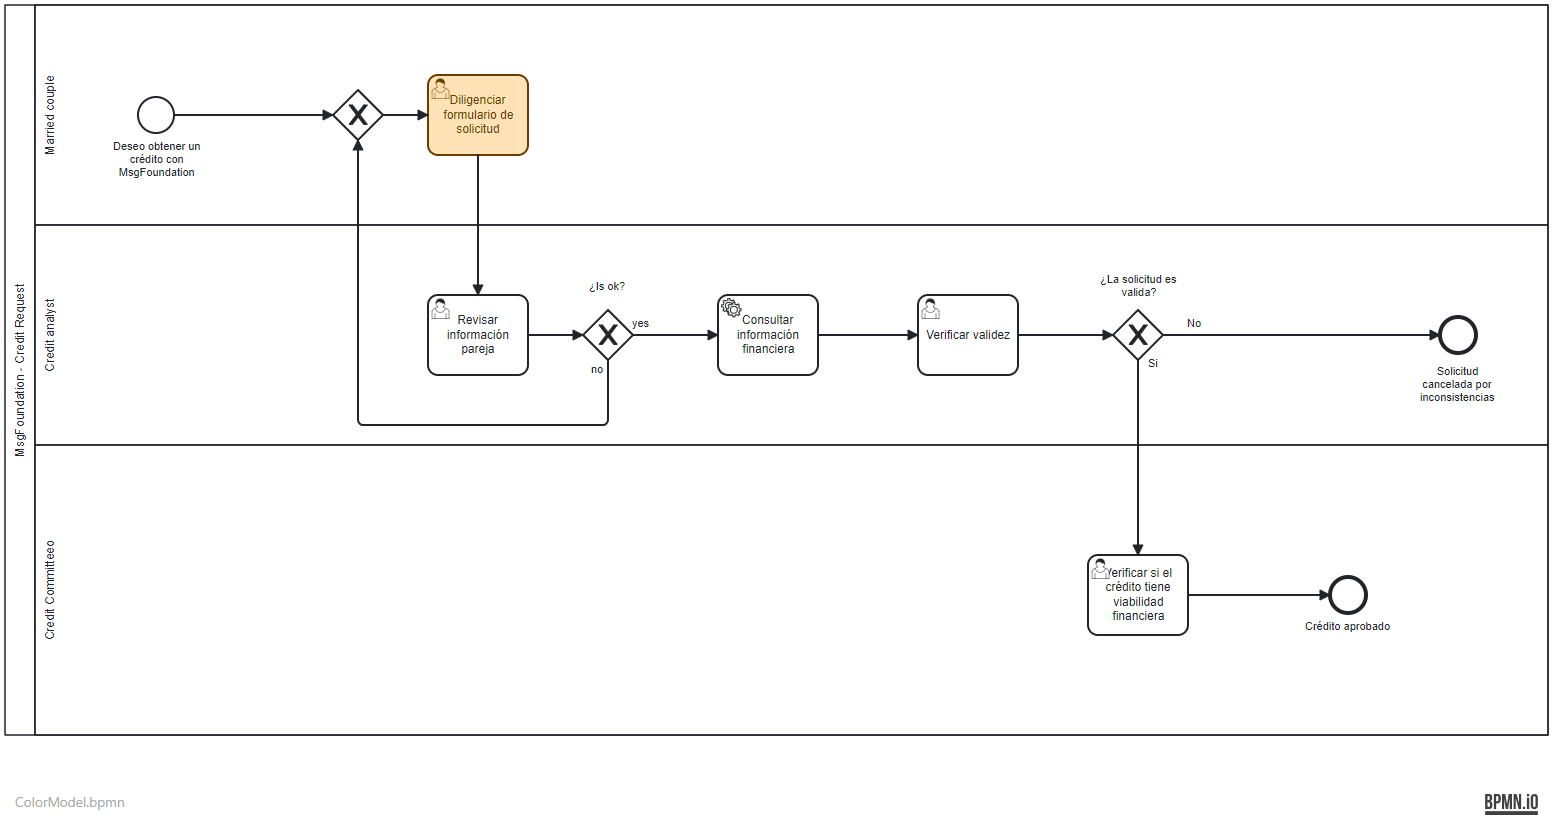 MsgFoundation - Credit Request
Married couple
Deseo obtener un
crédito con
MsgFoundation
Diligenciar
formulario de
solicitud
Credit analyst
Revisar
información
pareja
¿Is ok?
yes
no
Consultar
información
financiera
Verificar validez
¿La solicitud es
valida?
No
Si
Solicitud
cancelada por
inconsistencias
Credit Committeeo
Verificar si el
crédito tiene
viabilidad
financiera
Crédito aprobado
ColorModel.bpmn
BPMN.iO